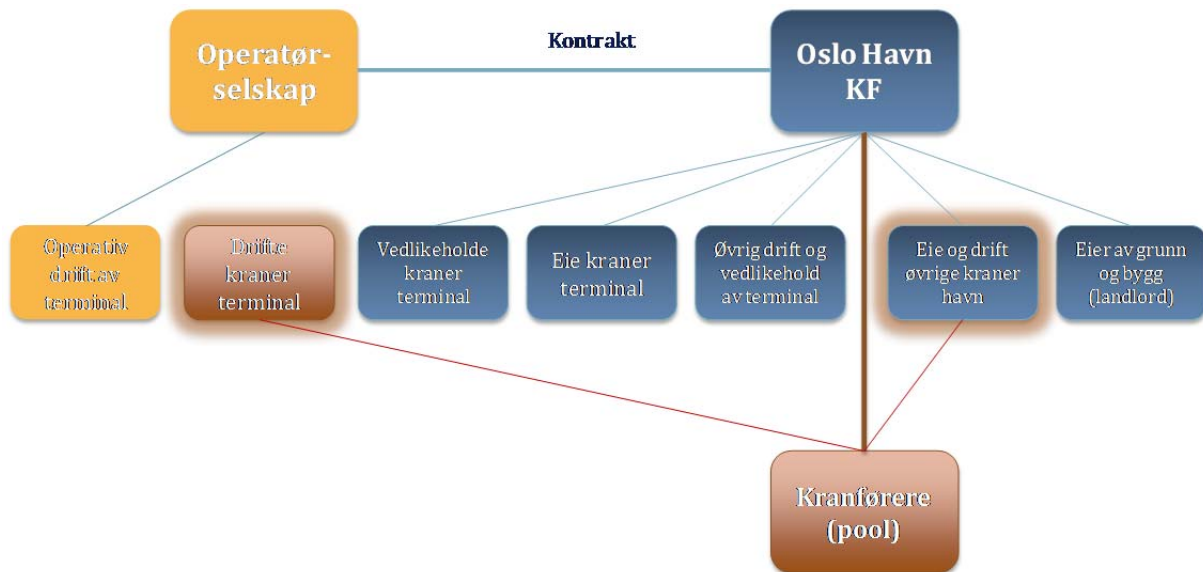 Operatør-
selskap
Kontrakt
Oslo Havn
KF
Operativ
drift av
terminal
Drifte
kraner
terminal
Vedlikeholde
kraner
terminal
Eie kraner
terminal
Øvrig drift og
vedlikehold
av terminal
Eie og drift
øvrige kraner
havn
Eier av grunn
og bygg
(landlord)
Kranførere
(pool)